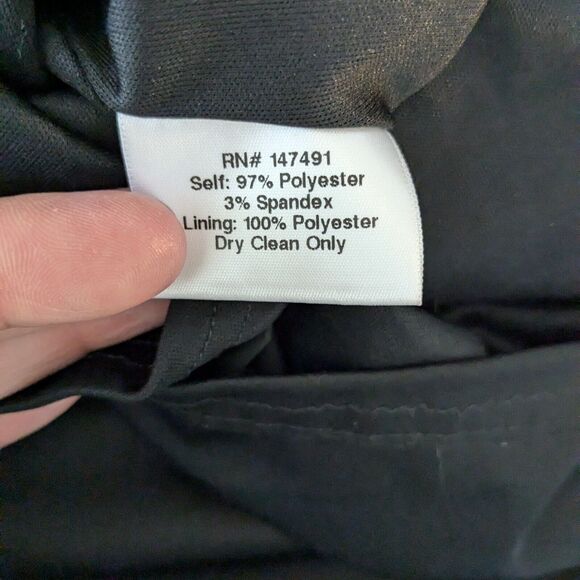 RN# 147491
Self: 97% Polyester
3% Spandex
Lining: 100% Polyester
Dry Clean Only